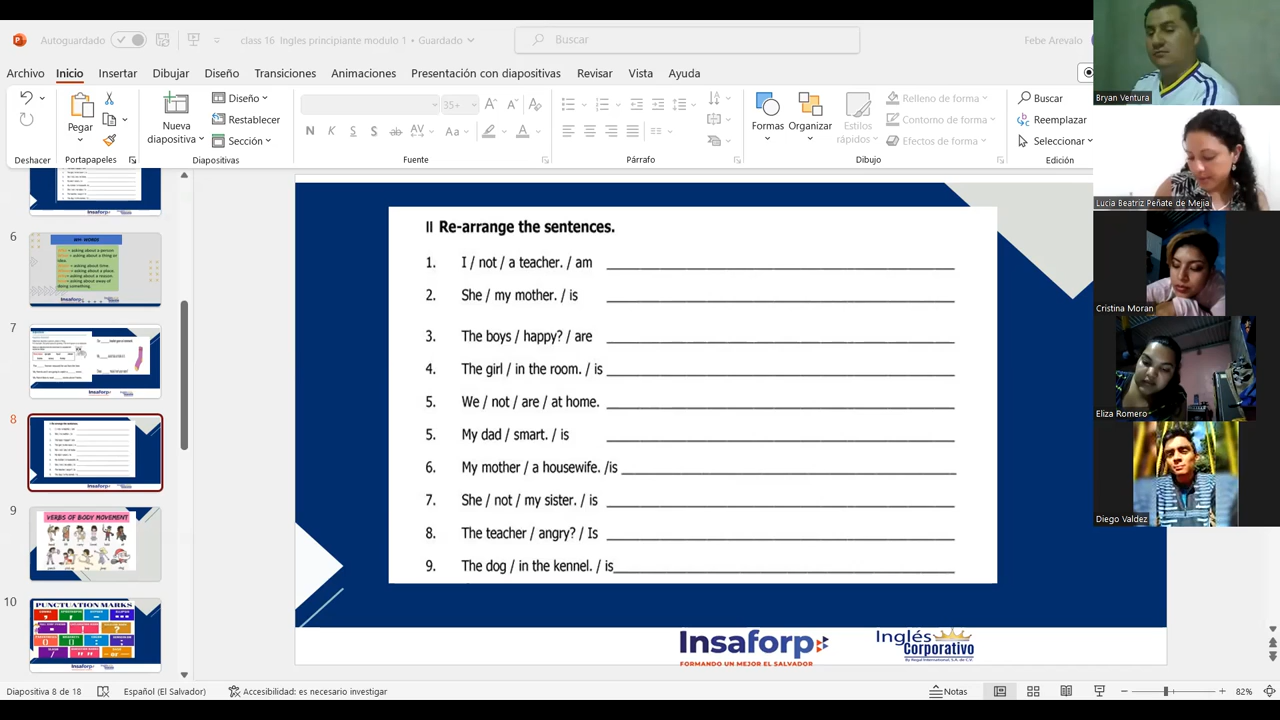 Autoguardado
class 16 Ingles principiante modulo 1 • Guardado
Buscar
Febe Arevalo
Archivo Inicio Insertar Dibujar Diseño Transiciones Animaciones Presentación con diapositivas Revisar Vista Ayuda
Deshacer
Pegar
Portapapeles
Nueva diapositiva
Diseño
Restablecer
Sección
Diapositivas
35+
Fuente
Párrafo
Formas
Organizar
Estilos rápidos
Relleno de forma
Contorno de forma
Efectos de forma
Dibujo
Buscar
Reemplazar
Seleccionar
Edición
6
WH- WORDS
7
8
9
VERBS OF BODY MOVEMENT
10
PUNCTUATION MARKS
II Re-arrange the sentences.
1. I / not / a teacher. / am
2. She / my mother. / is
3. The boys / happy? / are
4. The girl / in the room. / is
5. We / not / are / at home.
5. My dad / smart. / is
6. My mother / a housewife. /is
7. She / not / my sister. / is
8. The teacher / angry? / Is
9. The dog / in the kennel. / is
Insaforp
FORMANDO UN MEJOR EL SALVADOR
Inglés
Corporativo
Bryan Ventura
Lucia Beatriz Peñate de Mejia
Cristina Moran
Eliza Romero
Diego Valdez
Diapositiva 8 de 18
Español (El Salvador)
Accesibilidad: es necesario investigar
Notas
82%